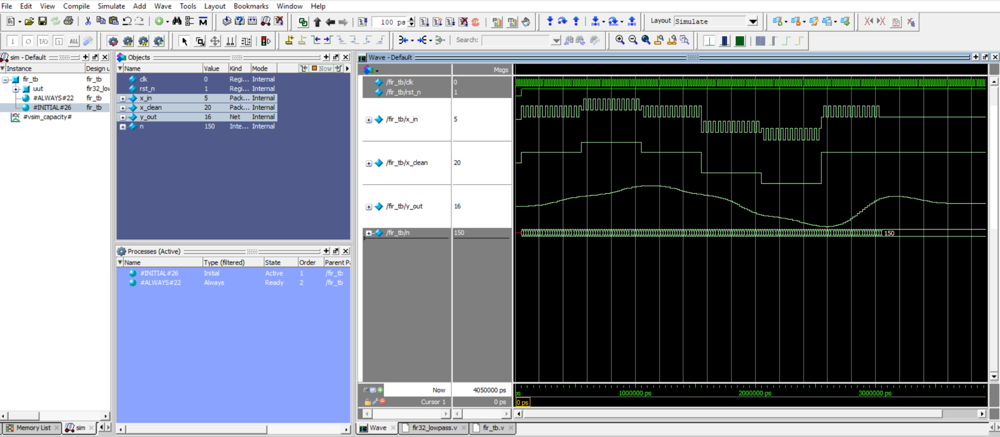 File Edit View Compile Simulate Add Wave Tools Layout Bookmarks Window Help
100 ps Layout Simulate
I/O ALL Search:
sim - Default
Instance Design u
fir_tb fir_tb
uut fir32_lov
#ALWAYS#22 fir_tb
#INITIAL#26 fir_tb
#vsim_capacity#
Memory List sim
Objects
Name Value Kind Mode Now
clk 0 Regi... Internal
rst_n 1 Regi... Internal
x_in 5 Pack... Internal
x_clean 20 Pack... Internal
y_out 16 Net Internal
n 150 Inte... Internal
Processes (Active)
Name Type (filtered) State Order Parent Pa
#INITIAL#26 Initial Active 1 /fir_tb
#ALWAYS#22 Always Ready 2 /fir_tb
Wave - Default
Msgs
/fir_tb/clk 0
/fir_tb/rst_n 1
/fir_tb/x_in 5
/fir_tb/x_clean 20
/fir_tb/y_out 16
/fir_tb/n 150 150
Now 4050000 ps ps 1000000 ps 2000000 ps 3000000 ps
Cursor 1 0 ps 0 ps
Wave fir32_lowpass.v fir_tb.v